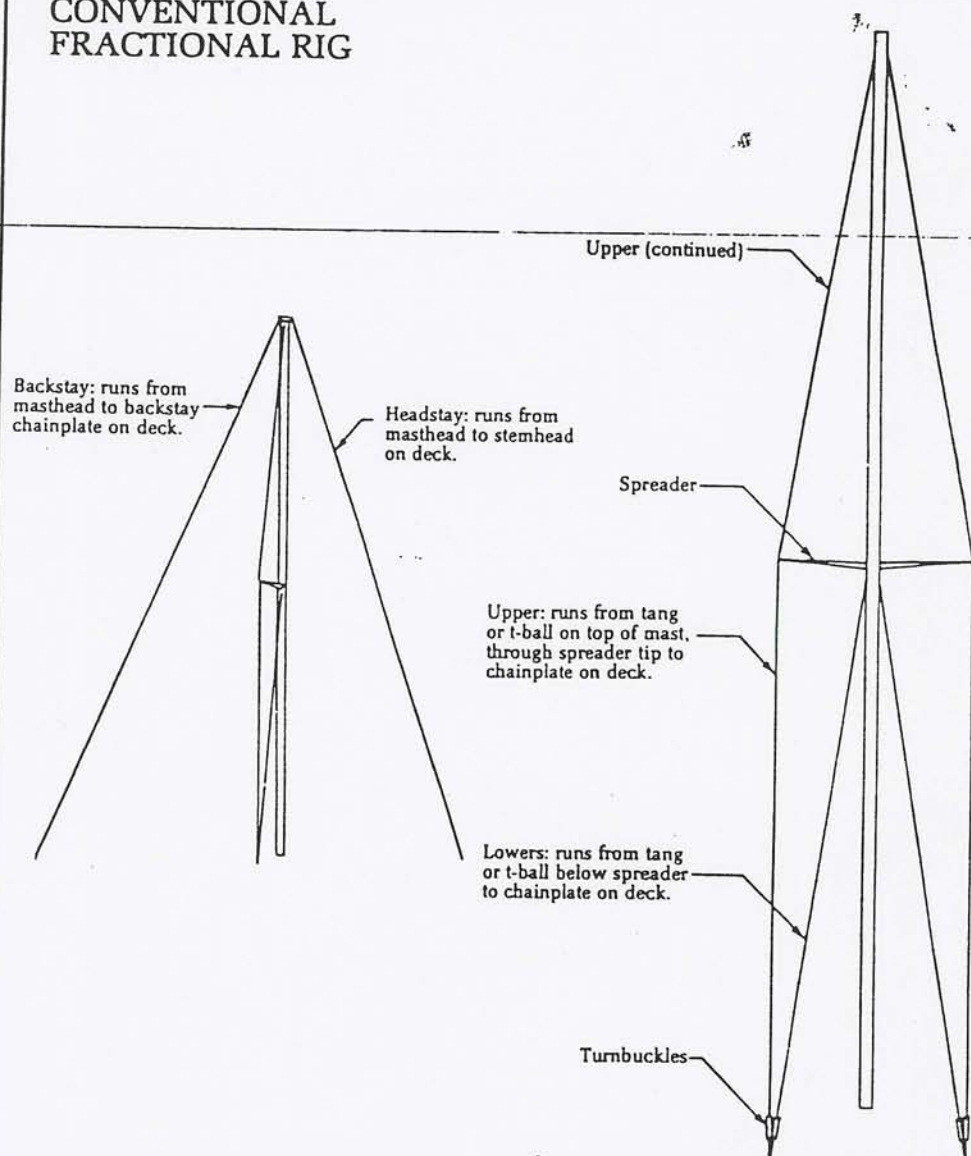 CONVENTIONAL
FRACTIONAL RIG
Upper (continued)
Backstay: runs from
masthead to backstay
chainplate on deck.
Headstay: runs from
masthead to stemhead
on deck.
Spreader
Upper: runs from tang
or t-ball on top of mast,
through spreader tip to
chainplate on deck.
Lowers: runs from tang
or t-ball below spreader
to chainplate on deck.
Turnbuckles